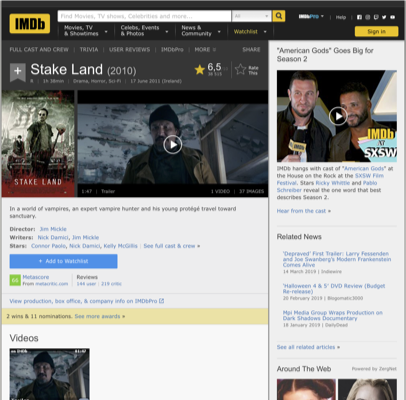 IMDb
Find Movies, TV shows, Celebrities and more...
All
IMDbPro
Help
Movies, TV & Showtimes
Celebs, Events & Photos
News & Community
Watchlist
Sign in
FULL CAST AND CREW | TRIVIA | USER REVIEWS | IMDbPro | MORE
SHARE
Stake Land (2010)
6,5
Rate This
R | 1h 38min | Drama, Horror, Sci-Fi | 17 June 2011 (Ireland)
STAKE LAND
1:47 | Trailer
1 VIDEO | 37 IMAGES
In a world of vampires, an expert vampire hunter and his young protégé travel toward
sanctuary.
Director: Jim Mickle
Writers: Nick Damici, Jim Mickle
Stars: Connor Paolo, Nick Damici, Kelly McGillis | See full cast & crew »
+ Add to Watchlist
Metascore
From metacritic.com
Reviews
144 user | 219 critic
View production, box office, & company info on IMDbPro
2 wins & 11 nominations. See more awards »
Videos
"American Gods" Goes Big for
Season 2
IMDb
at
SXSW
IMDb hangs with cast of "American Gods" at
the House on the Rock at the SXSW Film
Festival. Stars Ricky Whittle and Pablo
Schreiber reveal the one word that best
describes Season 2.
Hear from the cast »
Related News
'Depraved' First Trailer: Larry Fessenden
and Joe Swanberg's Modern Frankenstein
Comes Alive
14 March 2019 | Indiewire
'Halloween 4 & 5' DVD Review (Budget
Re-release)
20 February 2019 | Blogomatic3000
Mpi Media Group Wraps Production on
Dark Shadows Documentary
18 January 2019 | DailyDead
See all related articles »
Around The Web
Powered by ZergNet